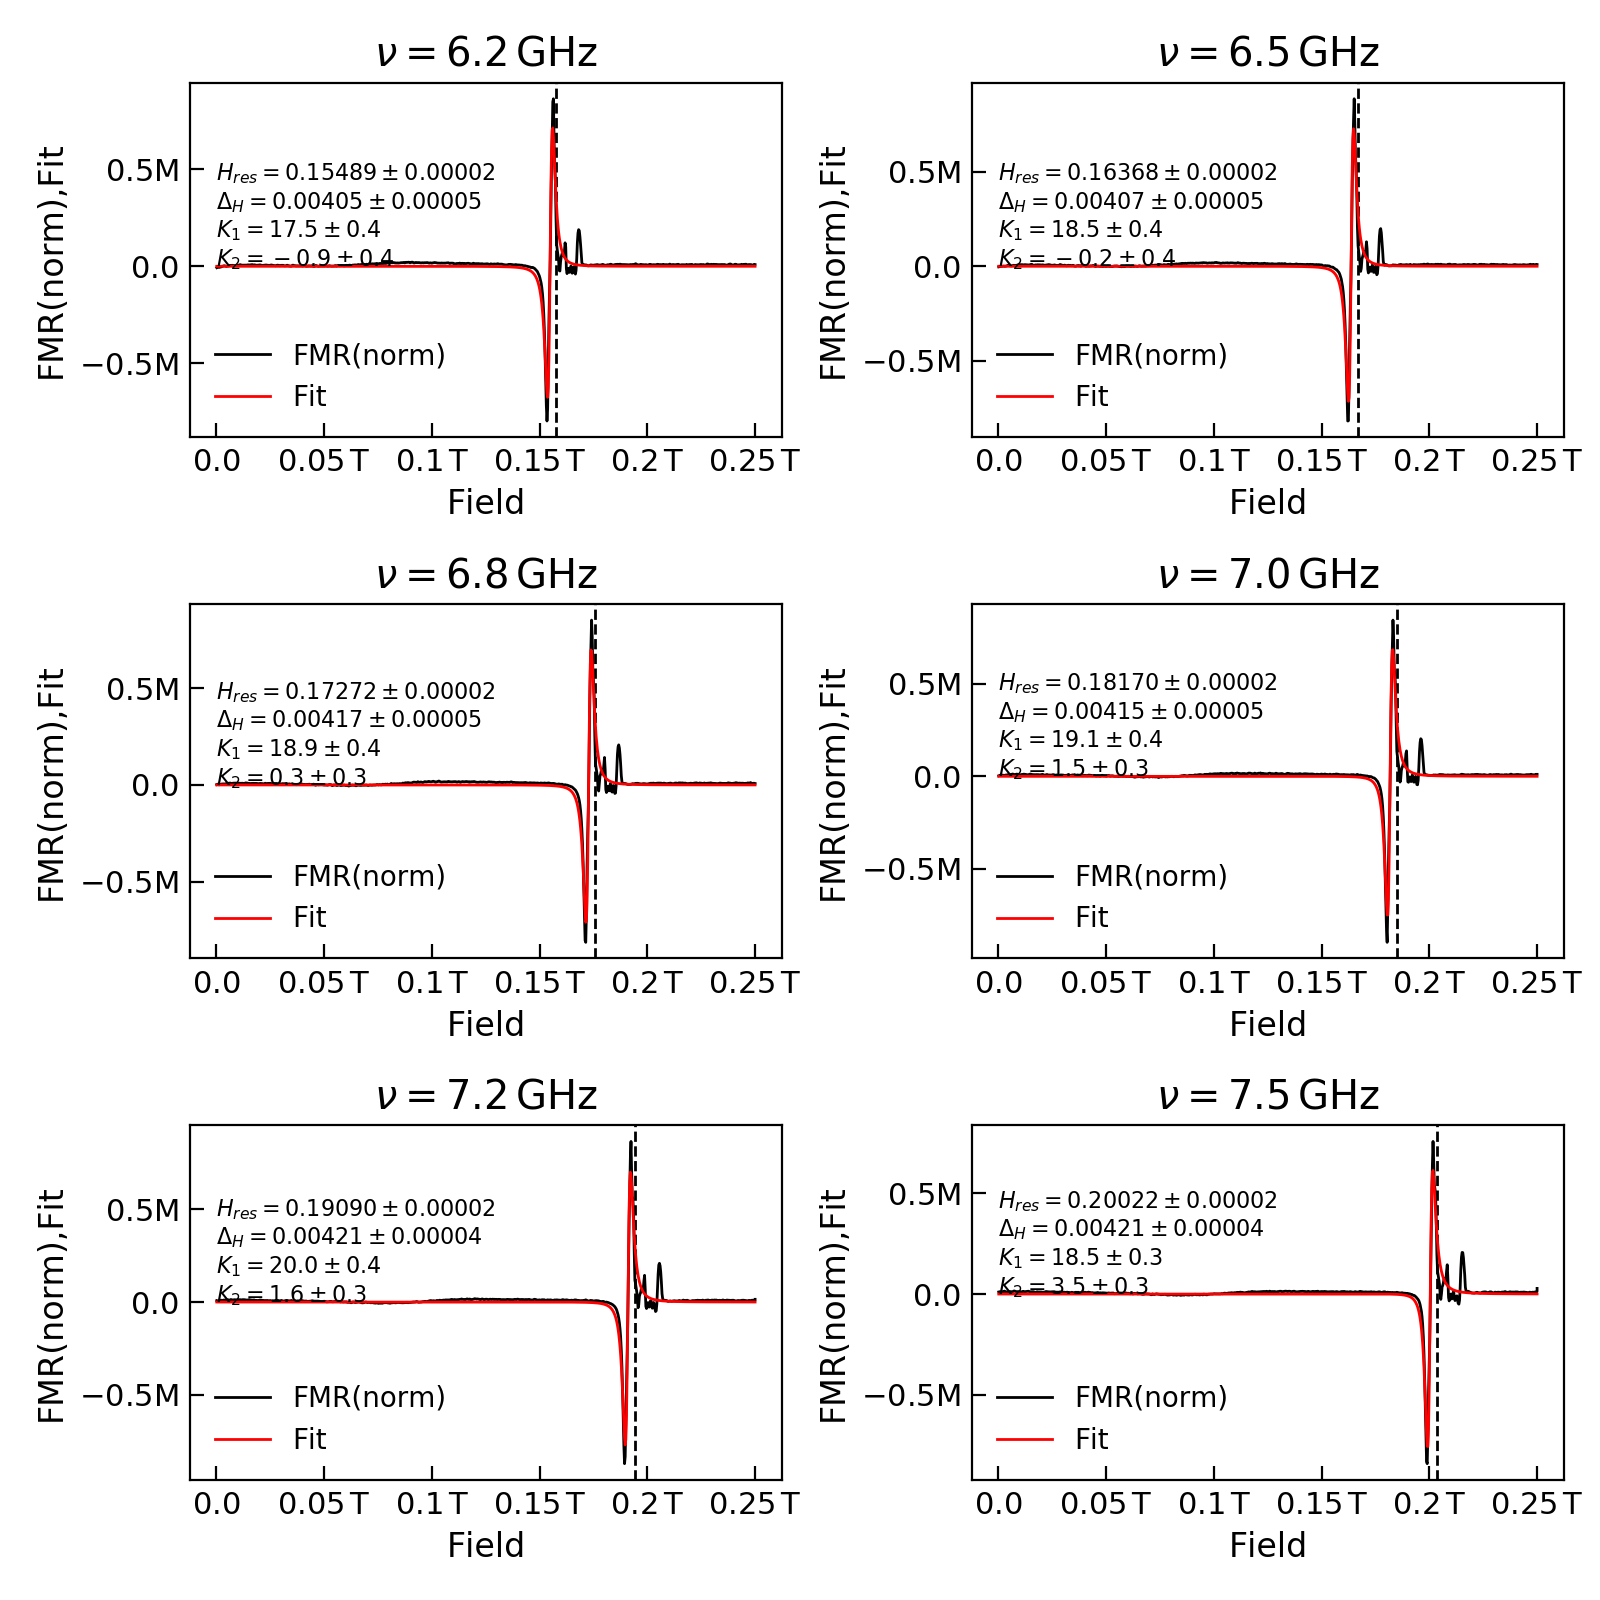 ν = 6.2 GHz
FMR(norm),Fit
0.5M
0.0
−0.5M
H_res = 0.15489 ± 0.00002
Δ_H = 0.00405 ± 0.00005
K_1 = 17.5 ± 0.4
K_2 = −0.9 ± 0.4
FMR(norm)
Fit
0.0 0.05 T 0.1 T 0.15 T 0.2 T 0.25 T
Field
ν = 6.5 GHz
FMR(norm),Fit
0.5M
0.0
−0.5M
H_res = 0.16368 ± 0.00002
Δ_H = 0.00407 ± 0.00005
K_1 = 18.5 ± 0.4
K_2 = −0.2 ± 0.4
FMR(norm)
Fit
0.0 0.05 T 0.1 T 0.15 T 0.2 T 0.25 T
Field
ν = 6.8 GHz
FMR(norm),Fit
0.5M
0.0
−0.5M
H_res = 0.17272 ± 0.00002
Δ_H = 0.00417 ± 0.00005
K_1 = 18.9 ± 0.4
K_2 = 0.3 ± 0.3
FMR(norm)
Fit
0.0 0.05 T 0.1 T 0.15 T 0.2 T 0.25 T
Field
ν = 7.0 GHz
FMR(norm),Fit
0.5M
0.0
−0.5M
H_res = 0.18170 ± 0.00002
Δ_H = 0.00415 ± 0.00005
K_1 = 19.1 ± 0.4
K_2 = 1.5 ± 0.3
FMR(norm)
Fit
0.0 0.05 T 0.1 T 0.15 T 0.2 T 0.25 T
Field
ν = 7.2 GHz
FMR(norm),Fit
0.5M
0.0
−0.5M
H_res = 0.19090 ± 0.00002
Δ_H = 0.00421 ± 0.00004
K_1 = 20.0 ± 0.4
K_2 = 1.6 ± 0.3
FMR(norm)
Fit
0.0 0.05 T 0.1 T 0.15 T 0.2 T 0.25 T
Field
ν = 7.5 GHz
FMR(norm),Fit
0.5M
0.0
−0.5M
H_res = 0.20022 ± 0.00002
Δ_H = 0.00421 ± 0.00004
K_1 = 18.5 ± 0.3
K_2 = 3.5 ± 0.3
FMR(norm)
Fit
0.0 0.05 T 0.1 T 0.15 T 0.2 T 0.25 T
Field